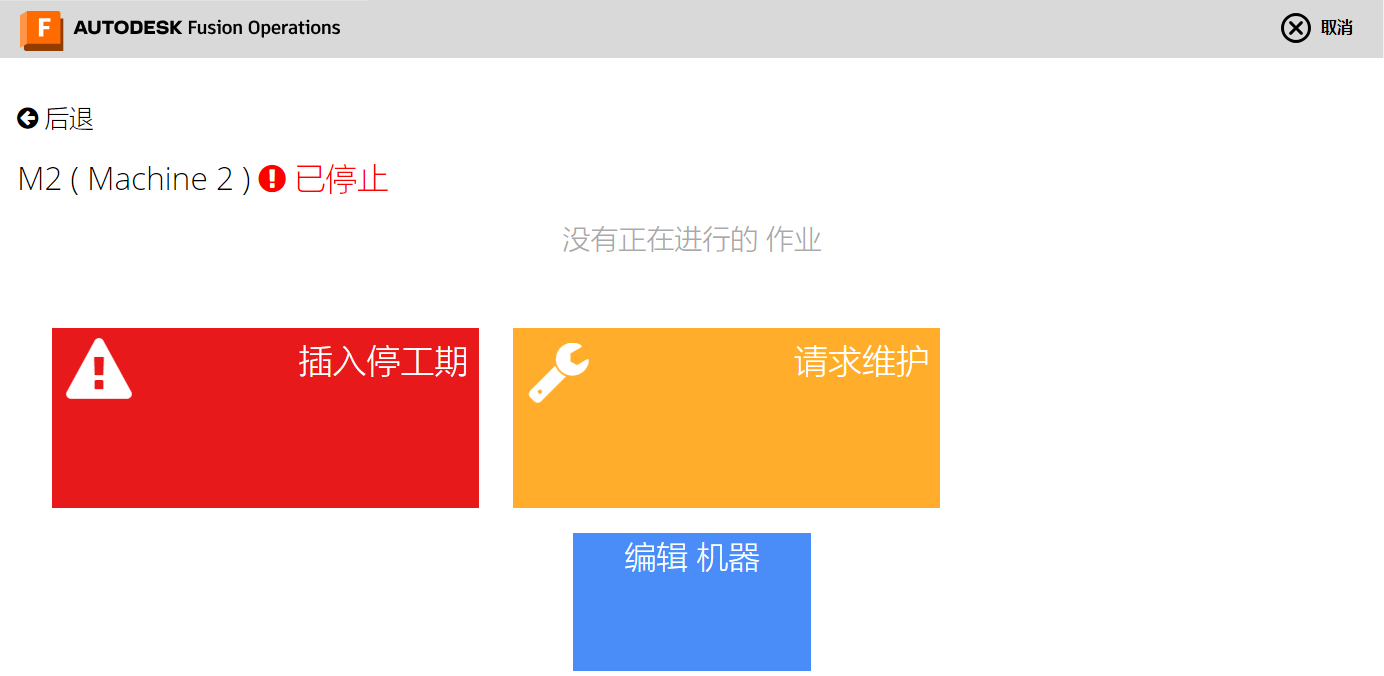 F AUTODESK Fusion Operations 取消
后退
M2 ( Machine 2 ) 已停止
没有正在进行的 作业
插入停工期
请求维护
编辑 机器